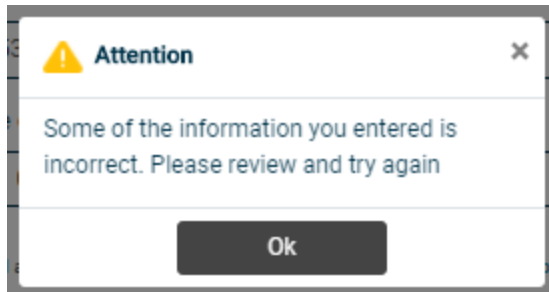 Attention
Some of the information you entered is
incorrect. Please review and try again
Ok